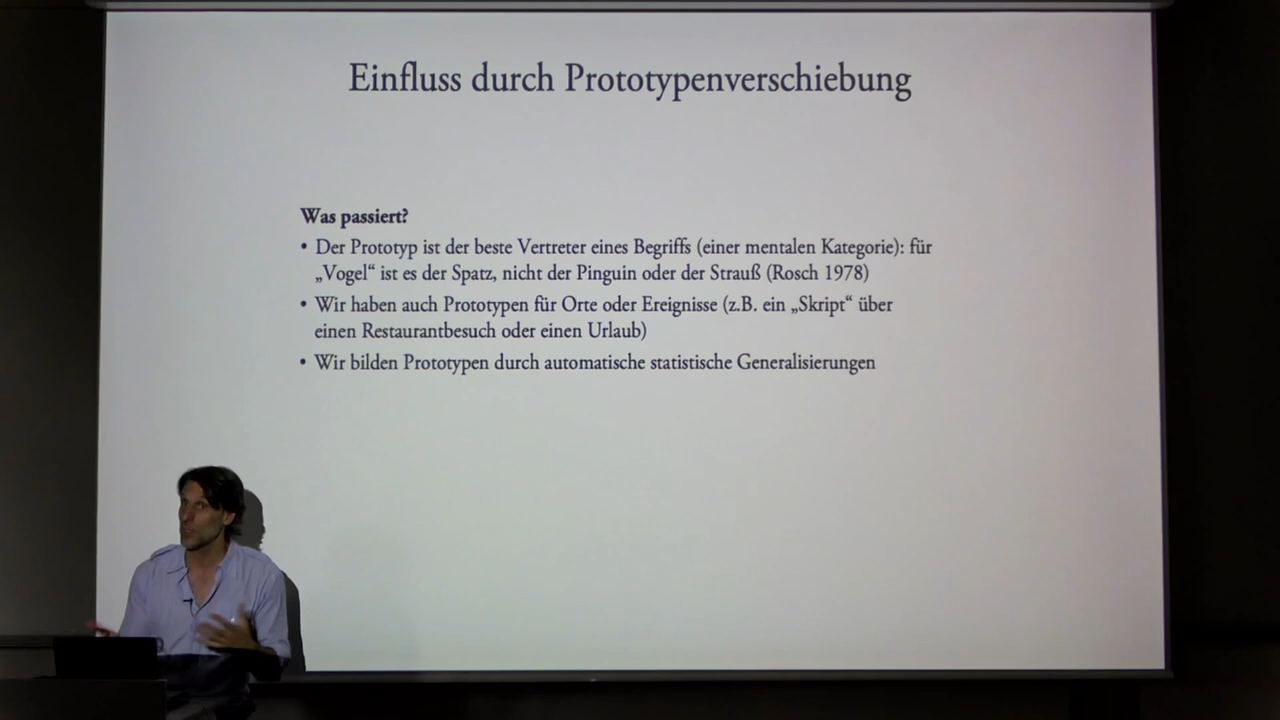 Einfluss durch Prototypenverschiebung
Was passiert?
• Der Prototyp ist der beste Vertreter eines Begriffs (einer mentalen Kategorie): für
„Vogel“ ist es der Spatz, nicht der Pinguin oder der Strauß (Rosch 1978)
• Wir haben auch Prototypen für Orte oder Ereignisse (z.B. ein „Skript“ über
einen Restaurantbesuch oder einen Urlaub)
• Wir bilden Prototypen durch automatische statistische Generalisierungen